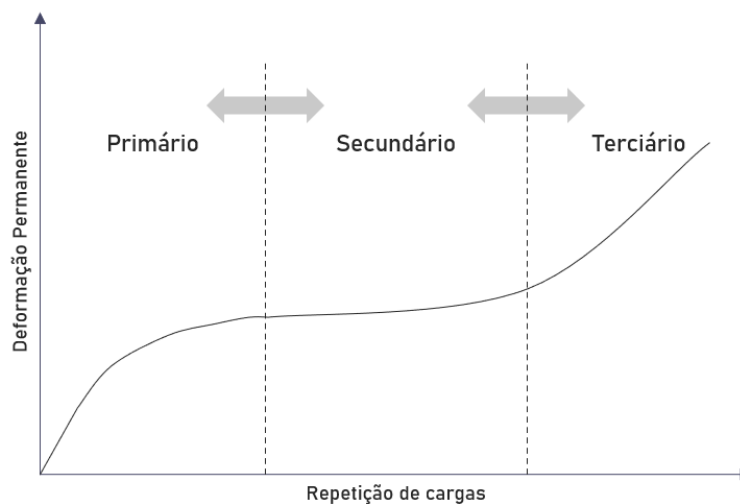 Primário
Secundário
Terciário
Deformação Permanente
Repetição de cargas